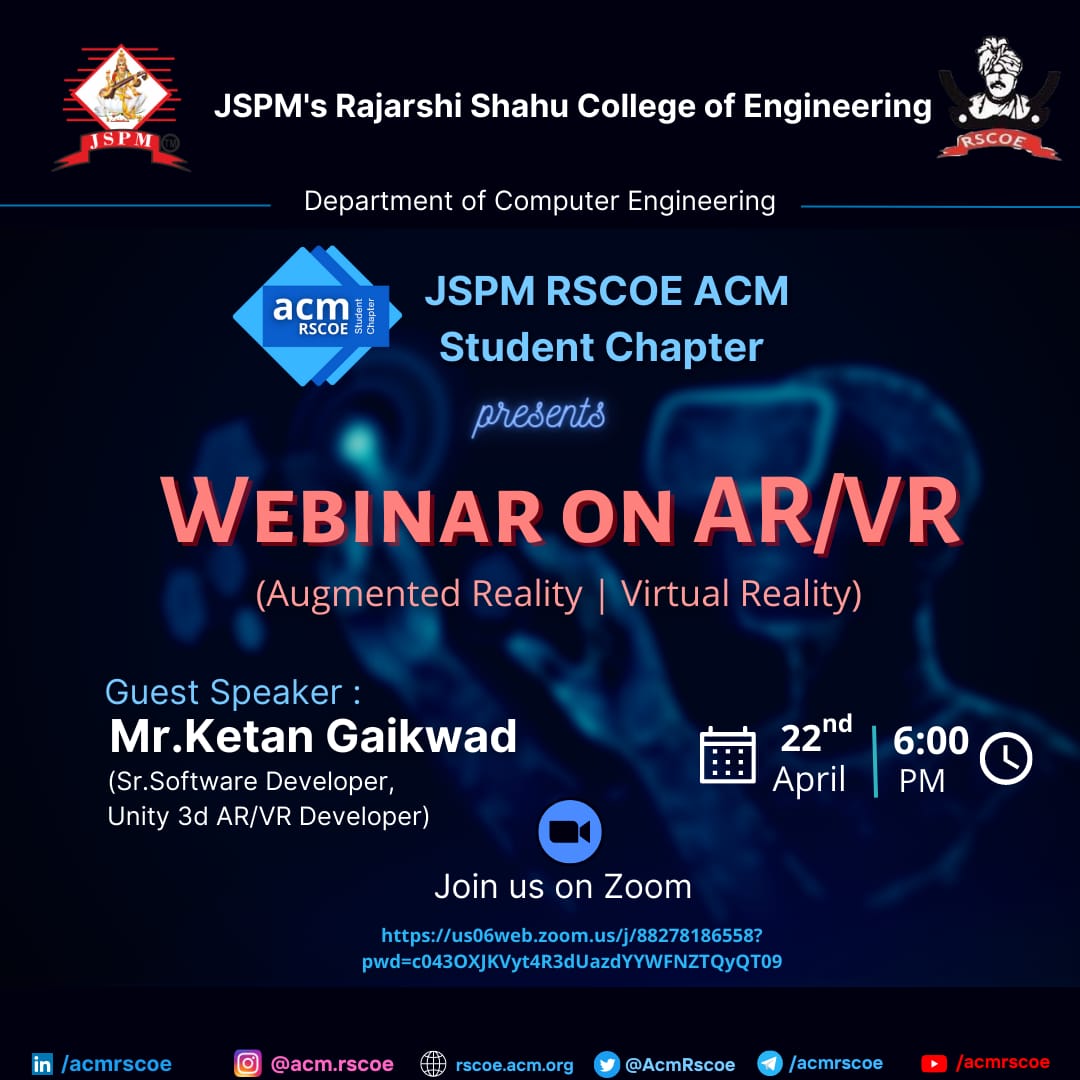 JSPM
TM
JSPM's Rajarshi Shahu College of Engineering
RSCOE
Department of Computer Engineering
acm
RSCOE
Student
Chapter
JSPM RSCOE ACM
Student Chapter
presents
WEBINAR ON AR/VR
(Augmented Reality | Virtual Reality)
Guest Speaker :
Mr.Ketan Gaikwad
(Sr.Software Developer,
Unity 3d AR/VR Developer)
22nd
April
6:00
PM
Join us on Zoom
https://us06web.zoom.us/j/88278186558?
pwd=c043OXJKVyt4R3dUazdYYWFNZTQyQT09
in /acmrscoe
@acm.rscoe
rscoe.acm.org
@AcmRscoe
/acmrscoe
/acmrscoe